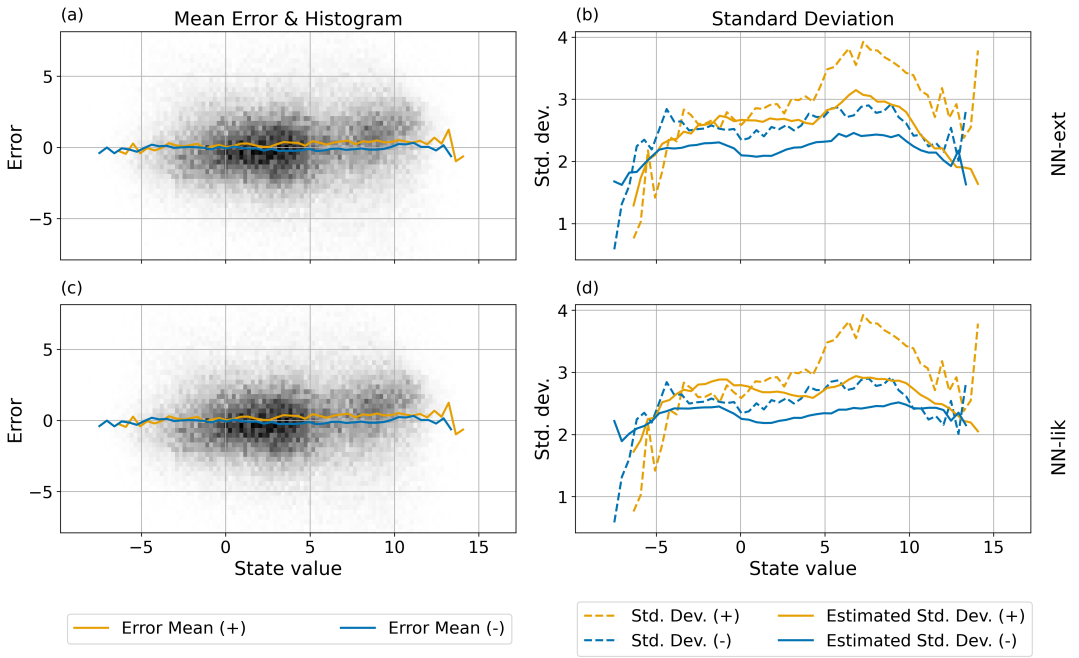 (a) Mean Error & Histogram
(b) Standard Deviation
5
0
−5
Error
4
3
2
1
Std. dev.
NN-ext
(c)
(d)
5
0
−5
Error
−5 0 5 10 15
State value
4
3
2
1
Std. dev.
−5 0 5 10 15
State value
NN-lik
Error Mean (+) Error Mean (-)
Std. Dev. (+) Estimated Std. Dev. (+)
Std. Dev. (-) Estimated Std. Dev. (-)